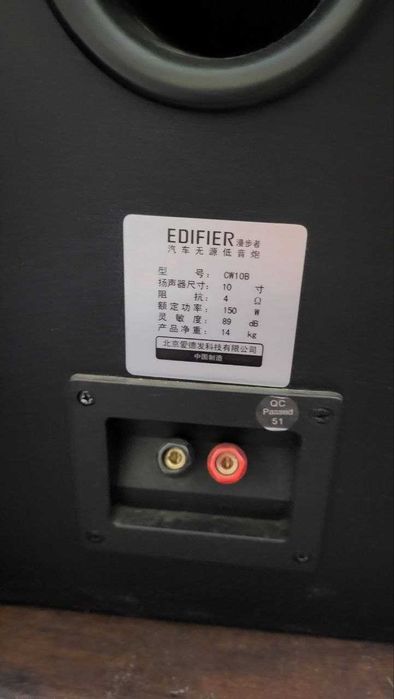 EDIFIER 漫步者
汽车无源低音炮
型 号： CW10B
扬声器尺寸： 10 寸
阻 抗： 4 Ω
额定功率： 150 W
灵 敏 度： 89 dB
产品净重： 14 kg
北京爱德发科技有限公司
中国制造
QC
Passed
51